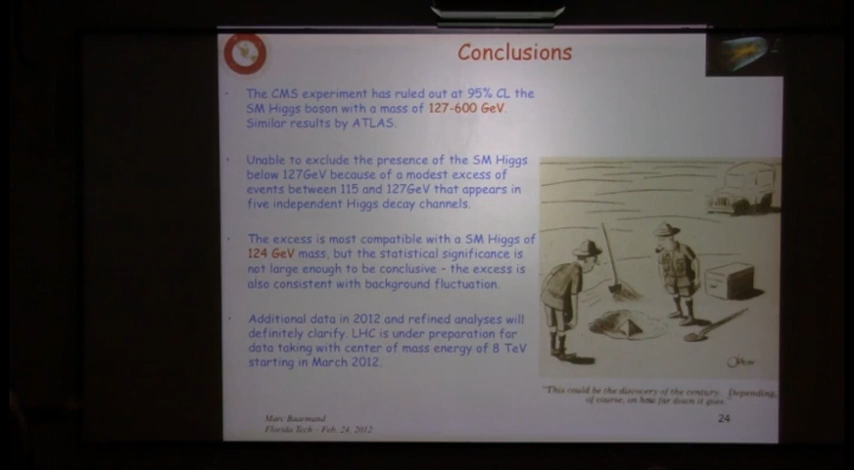 Conclusions
The CMS experiment has ruled out at 95% CL the
SM Higgs boson with a mass of 127-600 GeV.
Similar results by ATLAS.
Unable to exclude the presence of the SM Higgs
below 127GeV because of a modest excess of
events between 115 and 127GeV that appears in
five independent Higgs decay channels.
The excess is most compatible with a SM Higgs of
124 GeV mass, but the statistical significance is
not large enough to be conclusive - the excess is
also consistent with background fluctuation.
Additional data in 2012 and refined analyses will
definitely clarify. LHC is under preparation for
data taking with center of mass energy of 8 TeV
starting in March 2012.
"This could be the discovery of the century. Depending,
of course, on how far down it goes."
Marc Baarmand
Florida Tech - Feb. 24, 2012
24